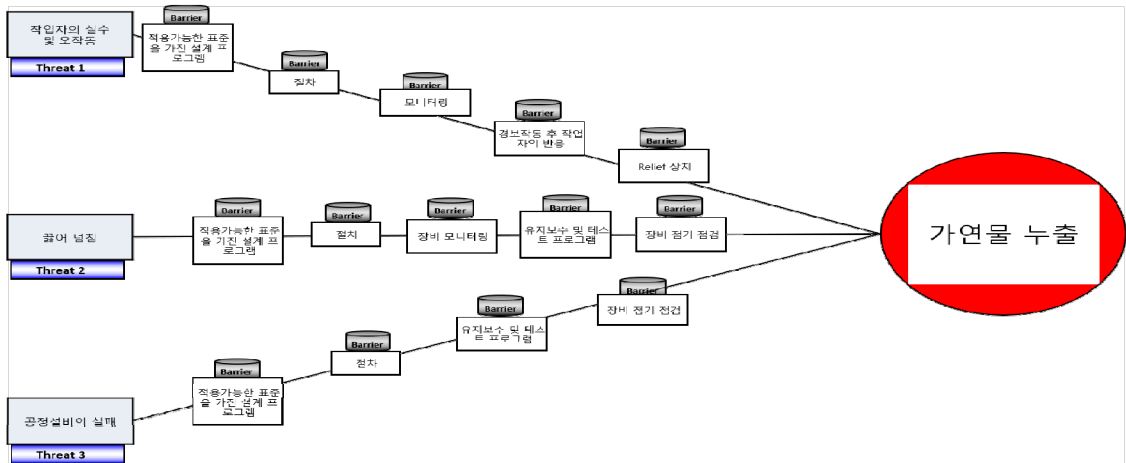 Barrier
작업자의 실수
및 오작동
Threat 1
적용가능한 표준
을 가진 설계 프
로그램
Barrier
절차
Barrier
모니터링
Barrier
경보작동 후 작업
자이 반응
Barrier
Relief 장치
끓어 넘침
Threat 2
Barrier
적용가능한 표준
을 가진 설계 프
로그램
Barrier
절차
Barrier
장비 모니터링
Barrier
유지보수 및 테스
트 프로그램
Barrier
장비 정기 점검
가연물 누출
공정설비이 실패
Threat 3
Barrier
적용가능한 표준
을 가진 설계 프
로그램
Barrier
절차
Barrier
유지보수 및 테스
트 프로그램
Barrier
장비 정기 점검